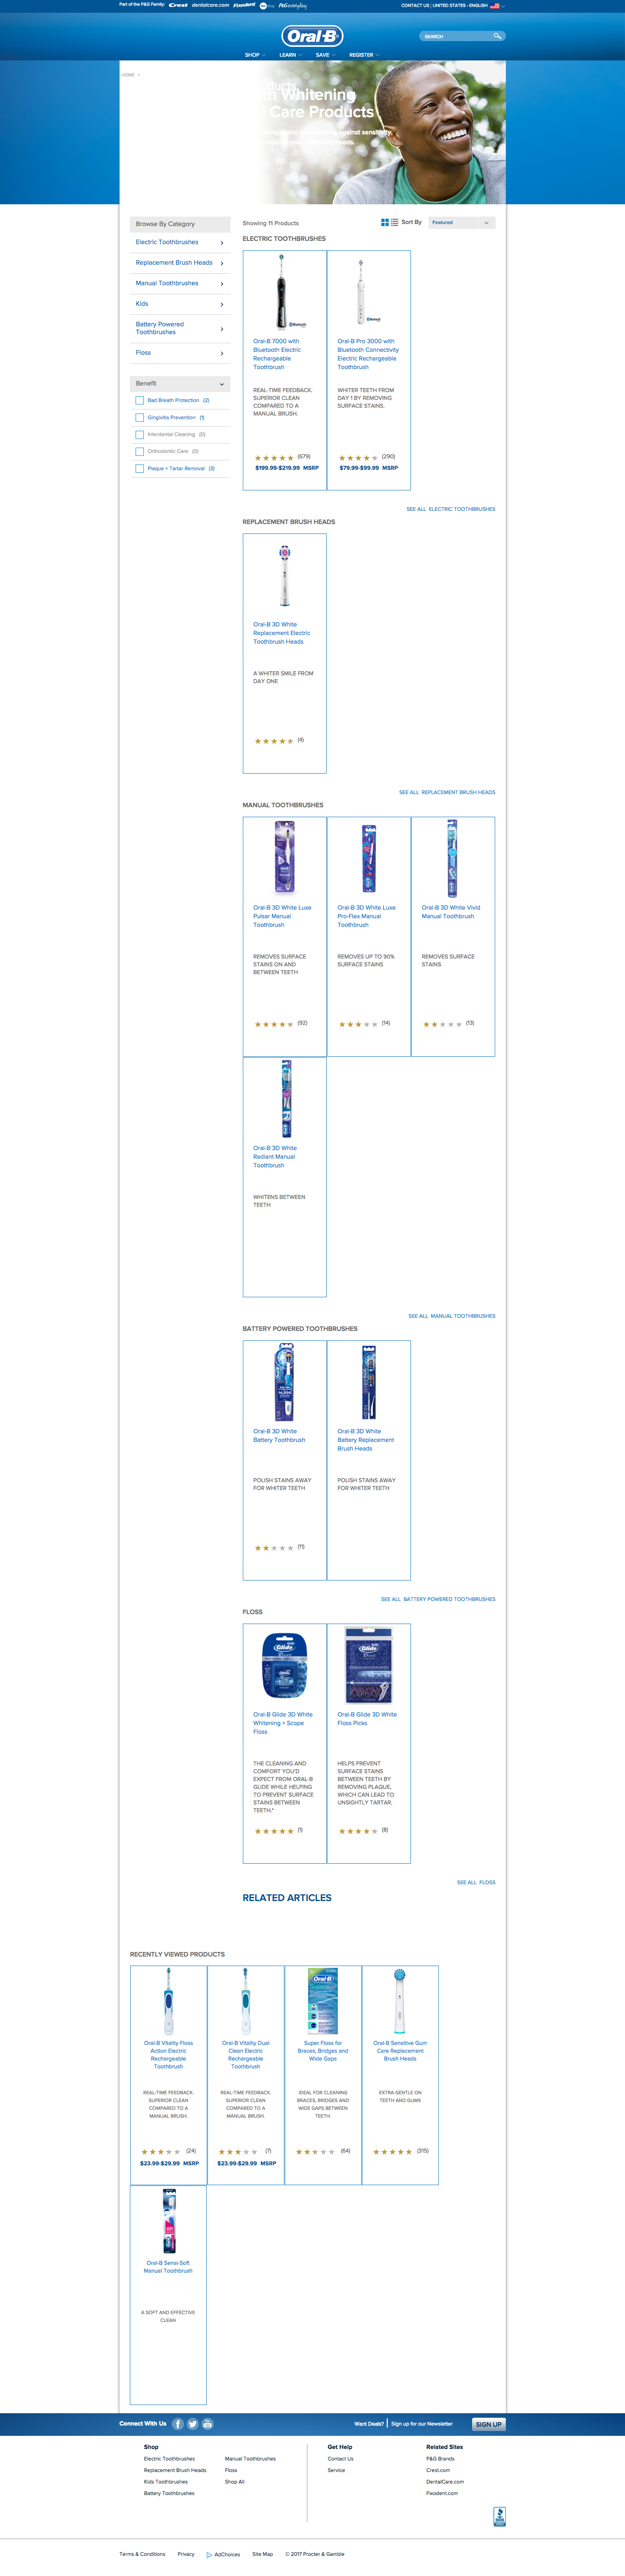 Part of the P&G Family:
Crest
dentalcare.com
Fixodent
P&G everyday
CONTACT US | UNITED STATES - ENGLISH
Oral-B
SEARCH
SHOP
LEARN
SAVE
REGISTER
HOME >
Whitening
Care Products
against sensitivity,
needs.
Browse By Category
Electric Toothbrushes
Replacement Brush Heads
Manual Toothbrushes
Kids
Battery Powered
Toothbrushes
Floss
Benefit
Bad Breath Protection (2)
Gingivitis Prevention (1)
Interdental Cleaning (0)
Orthodontic Care (0)
Plaque + Tartar Removal (3)
Showing 11 Products
Sort By
Featured
ELECTRIC TOOTHBRUSHES
Bluetooth
Oral-B 7000 with
Bluetooth Electric
Rechargeable
Toothbrush
REAL-TIME FEEDBACK.
SUPERIOR CLEAN
COMPARED TO A
MANUAL BRUSH.
(679)
$199.99-$219.99 MSRP
Bluetooth
Oral-B Pro 3000 with
Bluetooth Connectivity
Electric Rechargeable
Toothbrush
WHITER TEETH FROM
DAY 1 BY REMOVING
SURFACE STAINS.
(290)
$79.99-$99.99 MSRP
SEE ALL ELECTRIC TOOTHBRUSHES
REPLACEMENT BRUSH HEADS
Oral-B 3D White
Replacement Electric
Toothbrush Heads
A WHITER SMILE FROM
DAY ONE
(4)
SEE ALL REPLACEMENT BRUSH HEADS
MANUAL TOOTHBRUSHES
Oral-B 3D White Luxe
Pulsar Manual
Toothbrush
REMOVES SURFACE
STAINS ON AND
BETWEEN TEETH
(92)
Oral-B 3D White Luxe
Pro-Flex Manual
Toothbrush
REMOVES UP TO 90%
SURFACE STAINS
(14)
Oral-B 3D White Vivid
Manual Toothbrush
REMOVES SURFACE
STAINS
(13)
Oral-B 3D White
Radiant Manual
Toothbrush
WHITENS BETWEEN
TEETH
SEE ALL MANUAL TOOTHBRUSHES
BATTERY POWERED TOOTHBRUSHES
Oral-B 3D White
Battery Toothbrush
POLISH STAINS AWAY
FOR WHITER TEETH
(11)
Oral-B 3D White
Battery Replacement
Brush Heads
POLISH STAINS AWAY
FOR WHITER TEETH
SEE ALL BATTERY POWERED TOOTHBRUSHES
FLOSS
Glide
Oral-B Glide 3D White
Whitening + Scope
Floss
THE CLEANING AND
COMFORT YOU'D
EXPECT FROM ORAL-B
GLIDE WHILE HELPING
TO PREVENT SURFACE
STAINS BETWEEN
TEETH.*
(1)
Glide
Oral-B Glide 3D White
Floss Picks
HELPS PREVENT
SURFACE STAINS
BETWEEN TEETH BY
REMOVING PLAQUE,
WHICH CAN LEAD TO
UNSIGHTLY TARTAR.
(8)
SEE ALL FLOSS
RELATED ARTICLES
RECENTLY VIEWED PRODUCTS
Oral-B Vitality Floss
Action Electric
Rechargeable
Toothbrush
REAL-TIME FEEDBACK.
SUPERIOR CLEAN
COMPARED TO A
MANUAL BRUSH.
(24)
$23.99-$29.99 MSRP
Oral-B Vitality Dual
Clean Electric
Rechargeable
Toothbrush
REAL-TIME FEEDBACK.
SUPERIOR CLEAN
COMPARED TO A
MANUAL BRUSH.
(7)
$23.99-$29.99 MSRP
Oral-B
Super Floss for
Braces, Bridges and
Wide Gaps
IDEAL FOR CLEANING
BRACES, BRIDGES AND
WIDE GAPS BETWEEN
TEETH.
(64)
Oral-B Sensitive Gum
Care Replacement
Brush Heads
EXTRA GENTLE ON
TEETH AND GUMS
(315)
Oral-B Sensi-Soft
Manual Toothbrush
A SOFT AND EFFECTIVE
CLEAN
Connect With Us
Want Deals? | Sign up for our Newsletter
SIGN UP
Shop
Electric Toothbrushes
Replacement Brush Heads
Kids Toothbrushes
Battery Toothbrushes
Manual Toothbrushes
Floss
Shop All
Get Help
Contact Us
Service
Related Sites
P&G Brands
Crest.com
DentalCare.com
Fixodent.com
Terms & Conditions
Privacy
AdChoices
Site Map
© 2017 Procter & Gamble